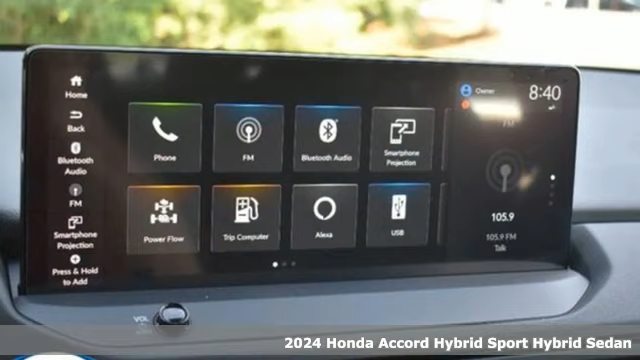 Home
Back
Bluetooth
Audio
FM
Smartphone
Projection
Press & Hold
to Add
Phone
FM
Bluetooth Audio
Smartphone
Projection
Power Flow
Trip Computer
Alexa
USB
Owner
8:40
FM
105.9
105.9 FM
Talk
VOL
2024 Honda Accord Hybrid Sport Hybrid Sedan